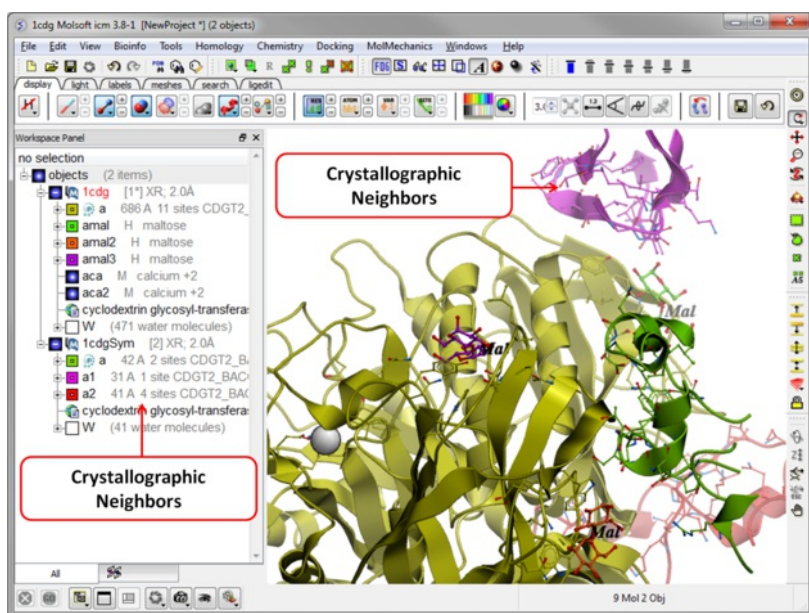 1cdg Molsoft icm 3.8-1 [NewProject *] (2 objects)
File Edit View Bioinfo Tools Homology Chemistry Docking MolMechanics Windows Help
display light labels meshes search ligedit
Workspace Panel
no selection
objects (2 items)
1cdg [1*] XR; 2.0Å
a 686 A 11 sites CDGT2_
amal H maltose
amal2 H maltose
amal3 H maltose
aca M calcium +2
aca2 M calcium +2
cyclodextrin glycosyl-transferas
W (471 water molecules)
1cdgSym [2] XR; 2.0Å
a 42 A 2 sites CDGT2_BAC
a1 31 A 1 site CDGT2_BAC
a2 41 A 4 sites CDGT2_BAC
cyclodextrin glycosyl-transferas
W (41 water molecules)
Crystallographic
Neighbors
All
Crystallographic
Neighbors
Mal
Mal
Mal
9 Mol 2 Obj